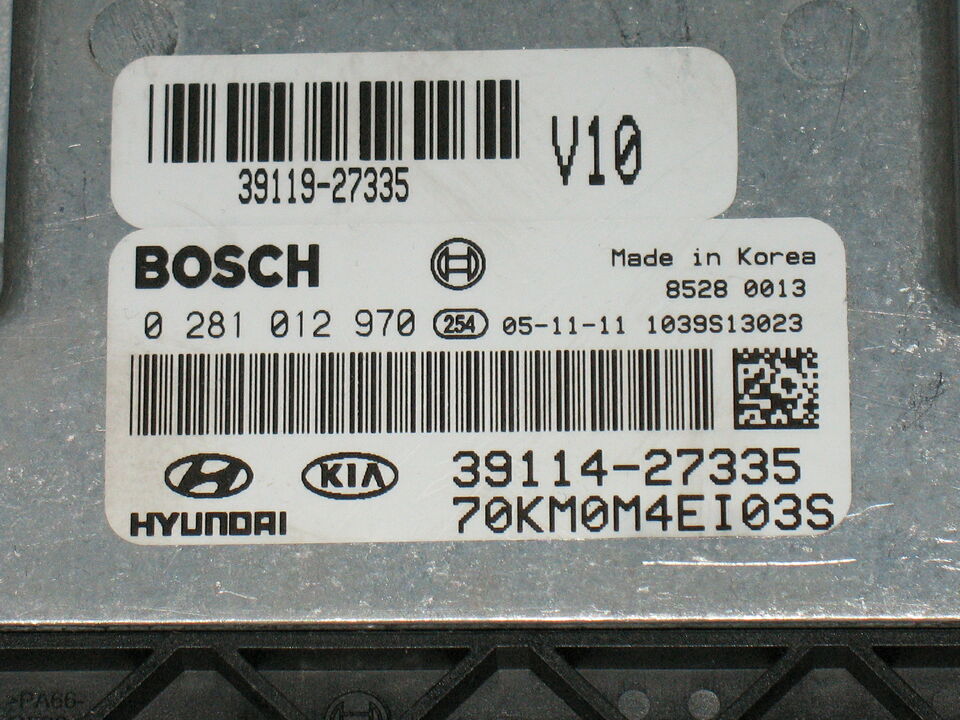 39119-27335
V10
BOSCH
Made in Korea
8528 0013
0 281 012 970 254 05-11-11 1039S13023
39114-27335
KIA
HYUNDAI
70KM0M4EI03S
>PA66-